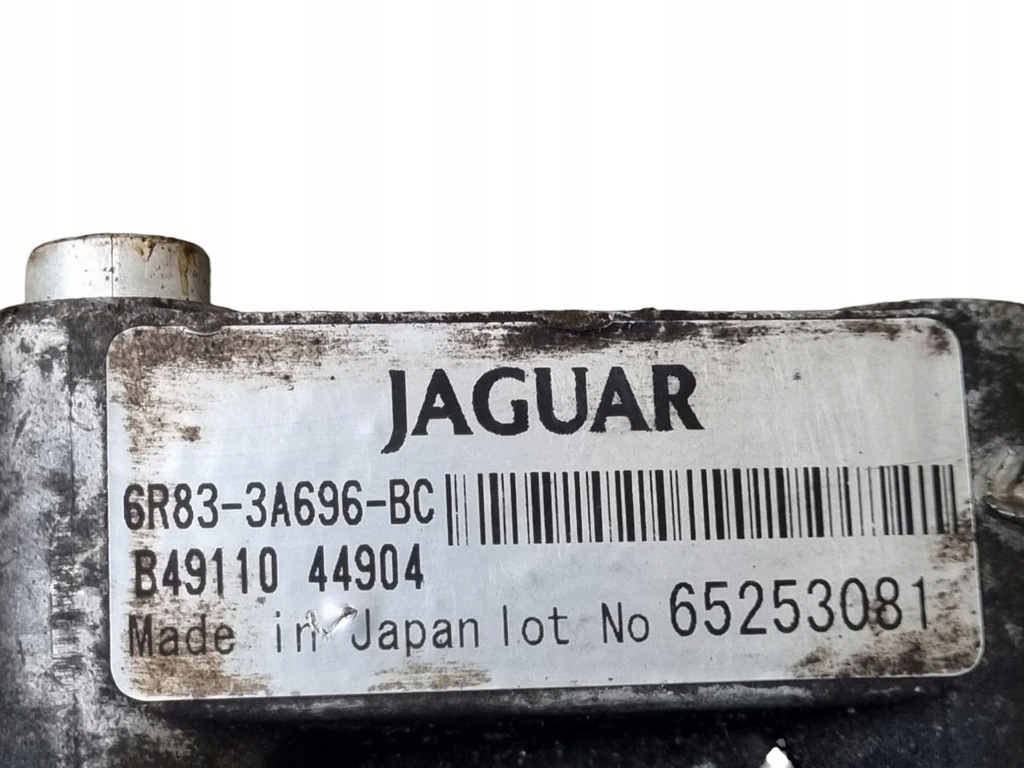 JAGUAR
6R83-3A696-BC
B49110 44904
Made in Japan lot No 65253081